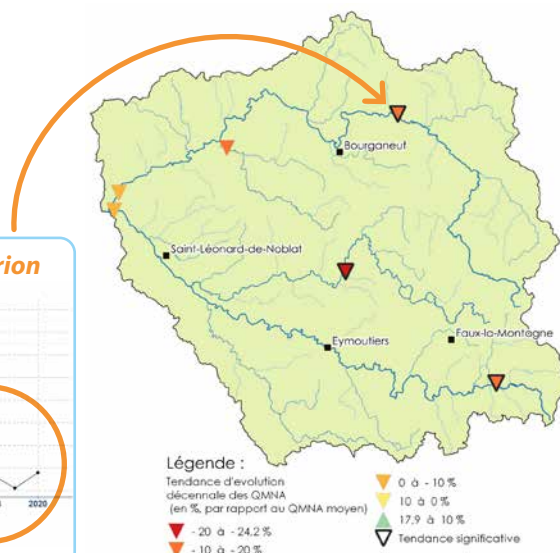 rion
2020
Bourganeuf
Saint-Léonard-de-Noblat
Eymoutiers
Faux-la-Montagne
Légende :
Tendance d'evolution
décennale des QMNA
(en %, par rapport au QMNA moyen)
- 20 à - 24,2 %
- 10 à - 20 %
0 à - 10 %
10 à 0 %
17,9 à 10 %
Tendance significative